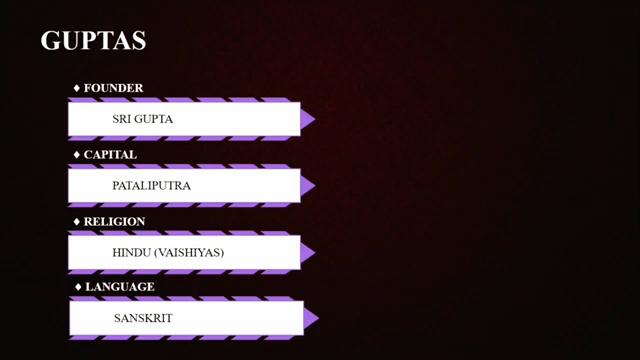 GUPTAS
♦ FOUNDER
SRI GUPTA
♦ CAPITAL
PATALIPUTRA
♦ RELIGION
HINDU (VAISHIYAS)
♦ LANGUAGE
SANSKRIT